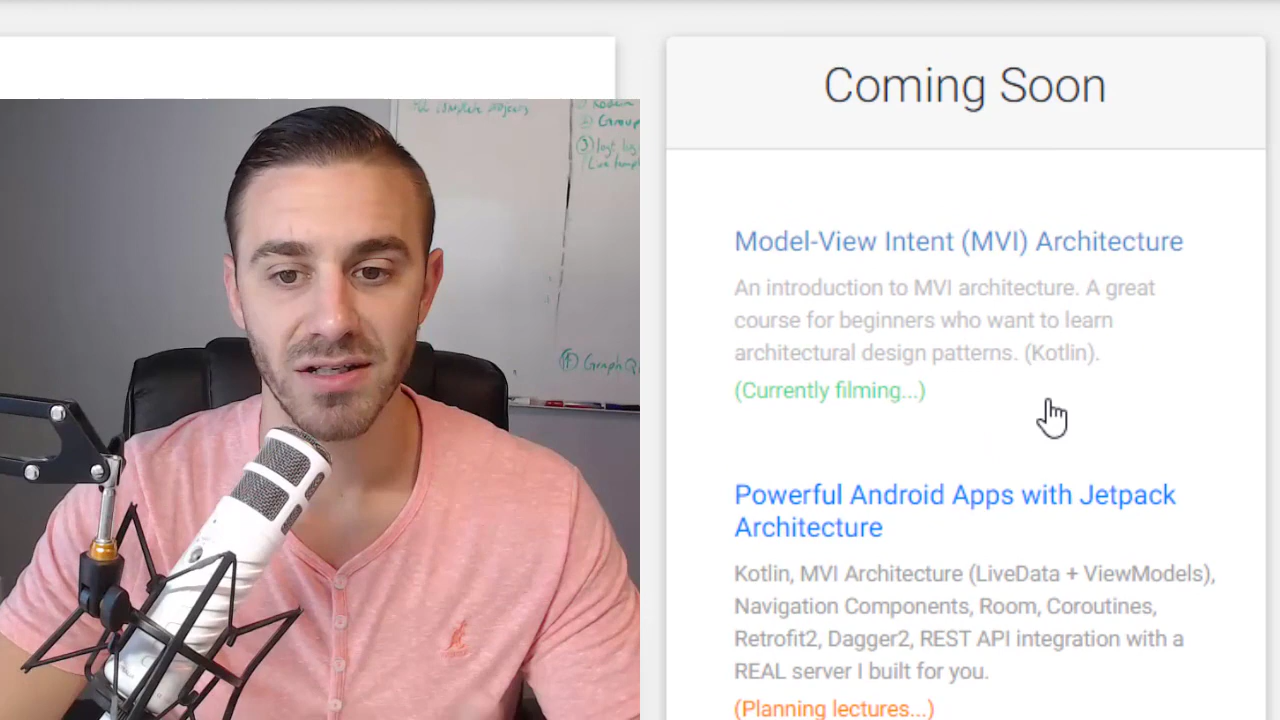 Coming Soon
Model-View Intent (MVI) Architecture
An introduction to MVI architecture. A great
course for beginners who want to learn
architectural design patterns. (Kotlin).
(Currently filming...)
Powerful Android Apps with Jetpack
Architecture
Kotlin, MVI Architecture (LiveData + ViewModels),
Navigation Components, Room, Coroutines,
Retrofit2, Dagger2, REST API integration with a
REAL server I built for you.
(Planning lectures...)